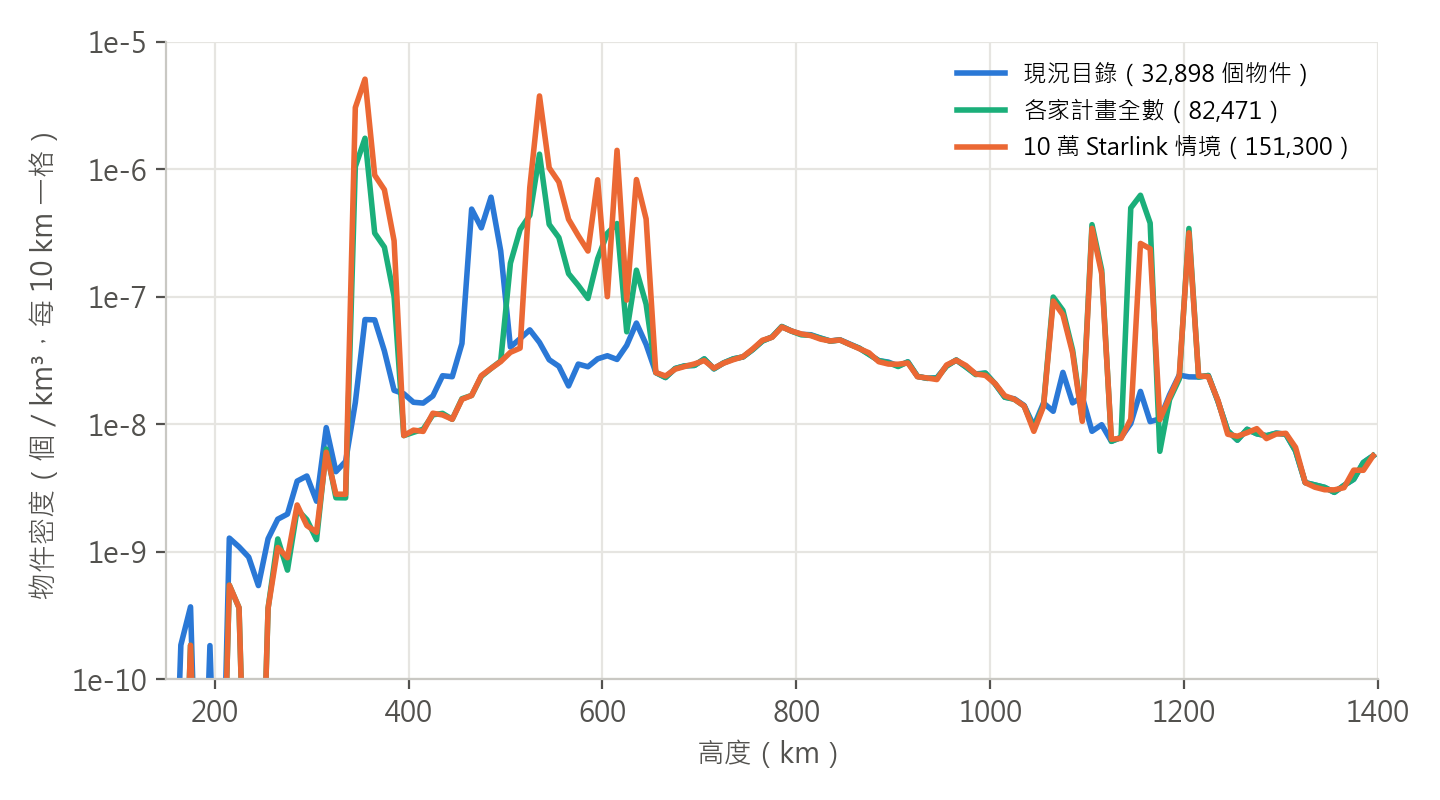 1e-5
1e-6
1e-7
1e-8
1e-9
1e-10
物件密度（個 / km³，每 10 km 一格）
現況目錄（32,898 個物件）
各家計畫全數（82,471）
10 萬 Starlink 情境（151,300）
200
400
600
800
1000
1200
1400
高度（km）